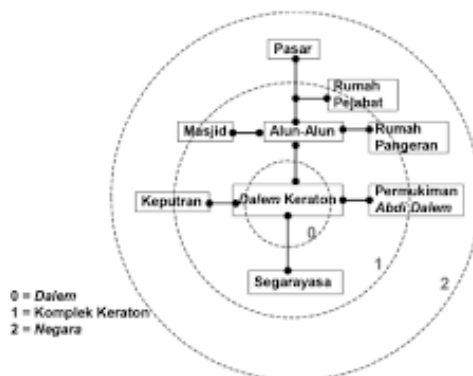 Pasar
Rumah
Pejabat
Masjid
Alun-Alun
Rumah
Pangeran
Keputran
Dalem Keraton
Permukiman
Abdi Dalem
0
1
2
Segarayasa
0 = Dalem
1 = Komplek Keraton
2 = Negara